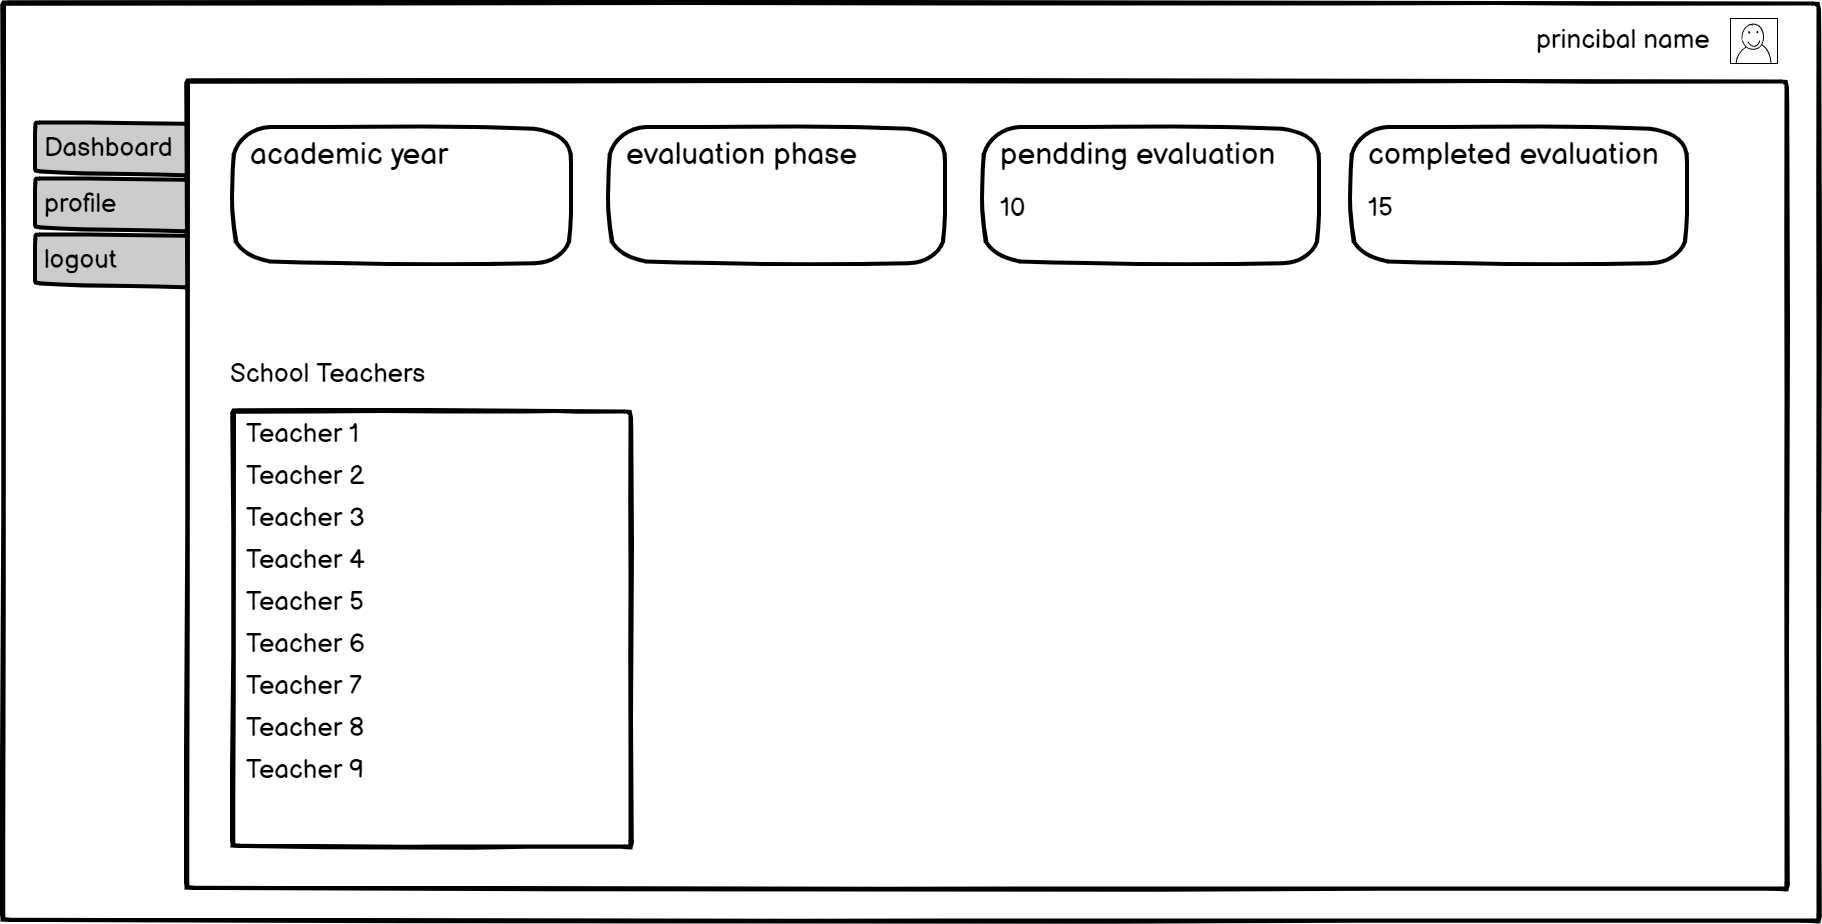 princibal name
Dashboard
profile
logout
academic year
evaluation phase
pendding evaluation
10
completed evaluation
15
School Teachers
Teacher 1
Teacher 2
Teacher 3
Teacher 4
Teacher 5
Teacher 6
Teacher 7
Teacher 8
Teacher 9